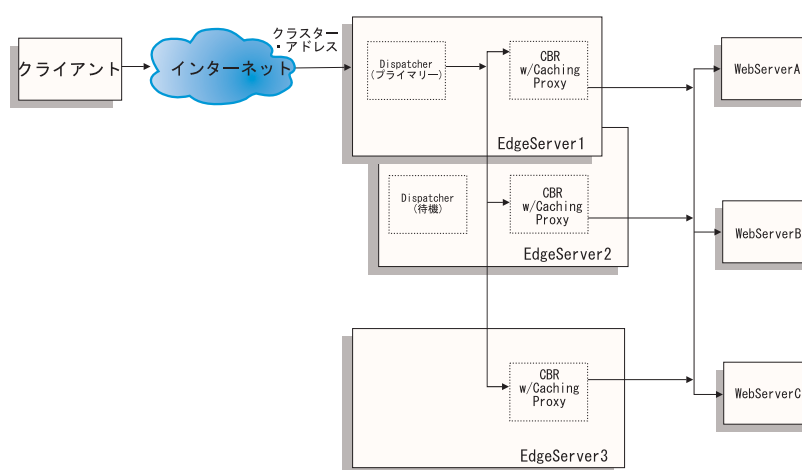 クライアント
インターネット
クラスター
・アドレス
Dispatcher
(プライマリー)
CBR
w/Caching
Proxy
EdgeServer1
Dispatcher
(待機)
CBR
w/Caching
Proxy
EdgeServer2
CBR
w/Caching
Proxy
EdgeServer3
WebServerA
WebServerB
WebServerC